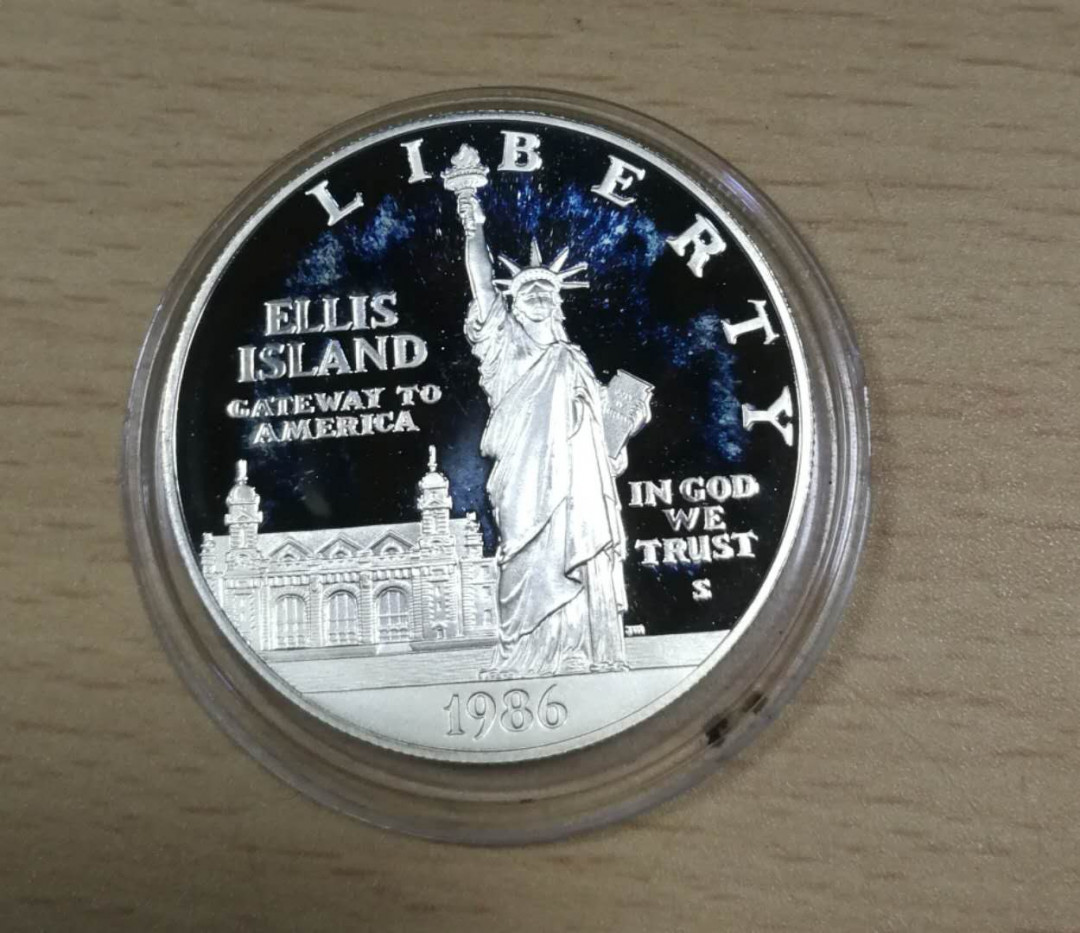 LIBERTY
ELLIS
ISLAND
GATEWAY TO
AMERICA
IN GOD
WE
TRUST
S
1986